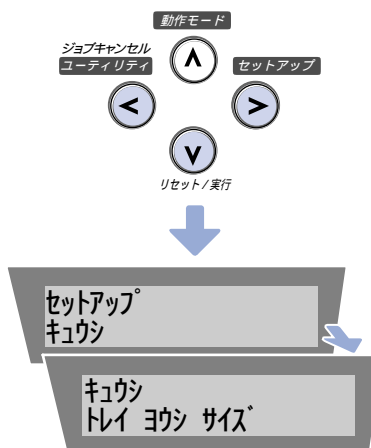 動作モード
ジョブキャンセル
ユーティリティ
セットアップ
リセット / 実行
セットアップ
キュウシ
キュウシ
トレイ ヨウシ サイズ